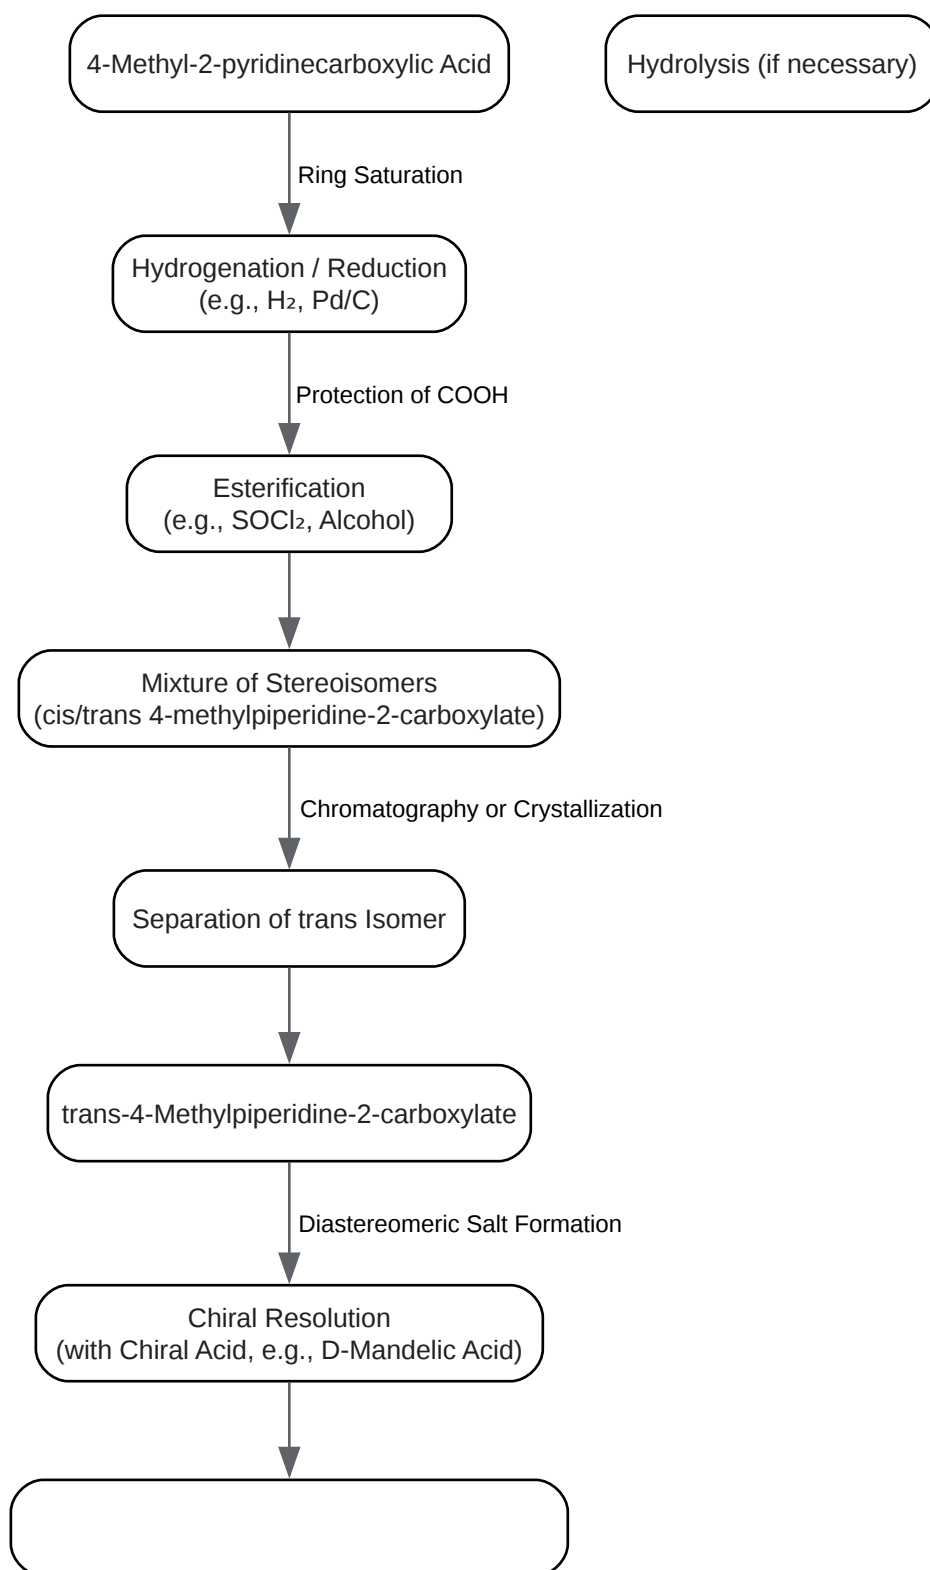 4-Methyl-2-pyridinecarboxylic Acid
Hydrolysis (if necessary)
Ring Saturation
Hydrogenation / Reduction
(e.g., H₂, Pd/C)
Protection of COOH
Esterification
(e.g., SOCl₂, Alcohol)
Mixture of Stereoisomers
(cis/trans 4-methylpiperidine-2-carboxylate)
Chromatography or Crystallization
Separation of trans Isomer
trans-4-Methylpiperidine-2-carboxylate
Diastereomeric Salt Formation
Chiral Resolution
(with Chiral Acid, e.g., D-Mandelic Acid)